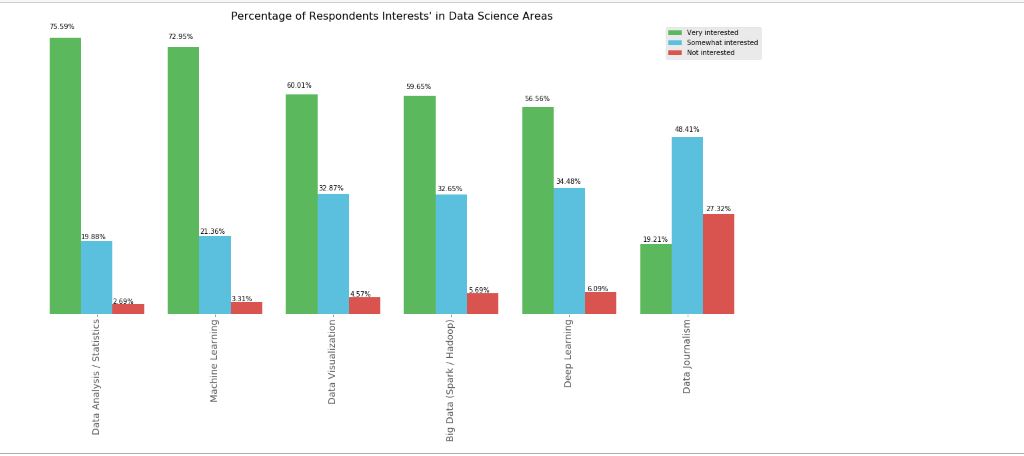 Percentage of Respondents Interests' in Data Science Areas
Very interested
Somewhat interested
Not interested
75.59%
19.88%
2.69%
72.95%
21.36%
3.31%
60.01%
32.87%
4.57%
59.65%
32.65%
5.69%
56.56%
34.48%
6.09%
19.21%
48.41%
27.32%
Data Analysis / Statistics
Machine Learning
Data Visualization
Big Data (Spark / Hadoop)
Deep Learning
Data Journalism